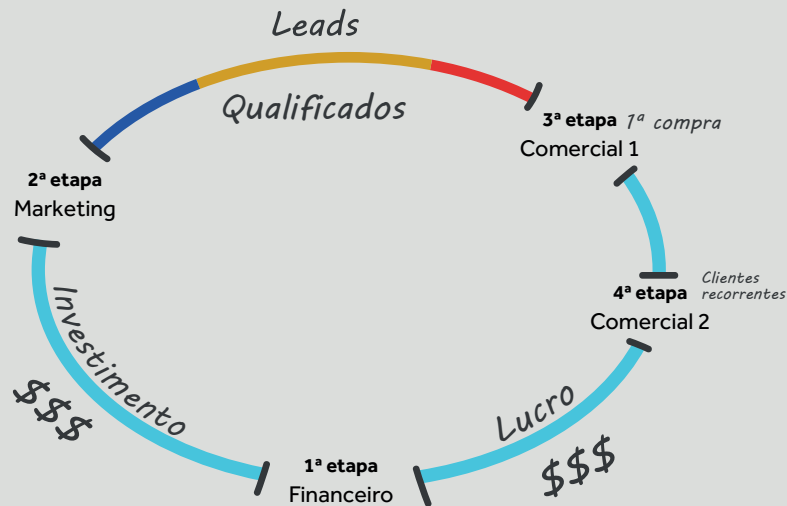 Leads
Qualificados
3ª etapa 1ª compra
Comercial 1
2ª etapa
Marketing
Clientes
recorrentes
4ª etapa
Comercial 2
Investimento
$$$
Lucro
$$$
1ª etapa
Financeiro